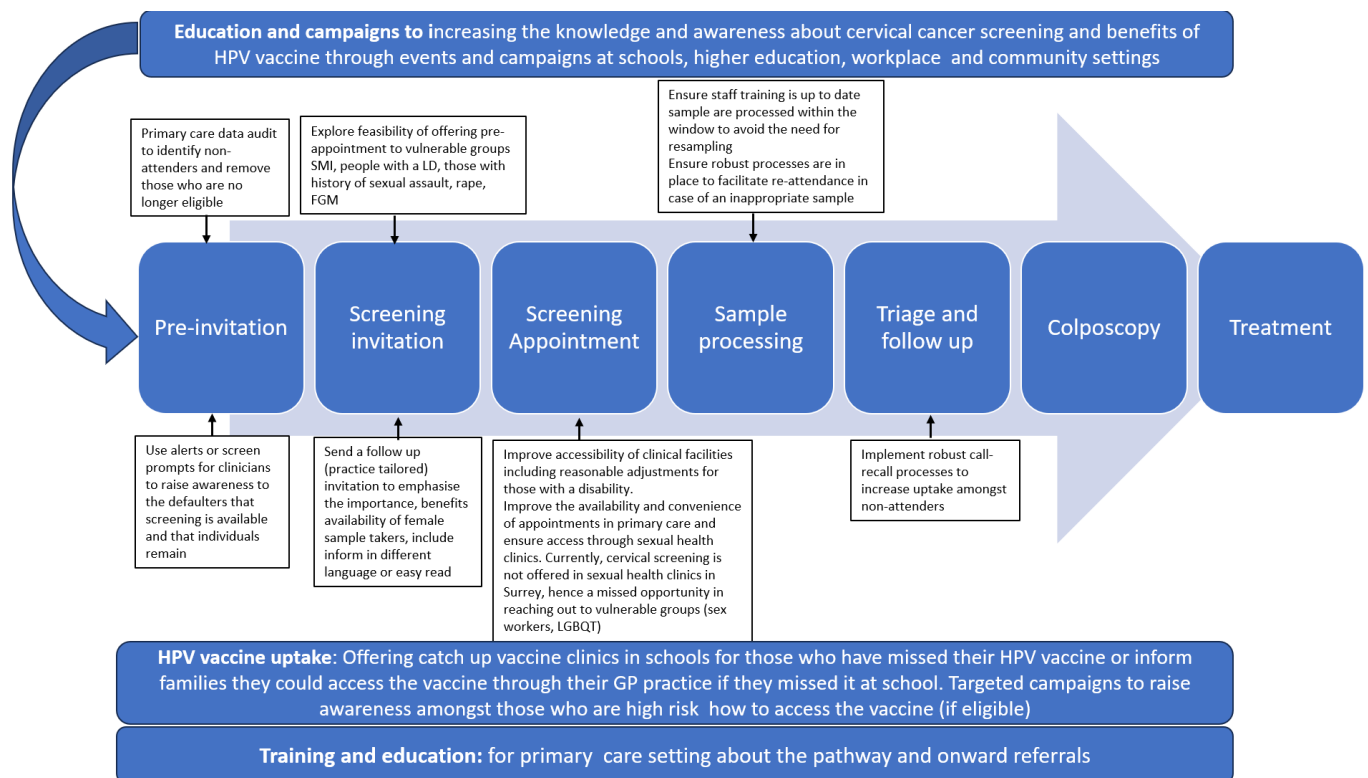 Education and campaigns to increasing the knowledge and awareness about cervical cancer screening and benefits of
HPV vaccine through events and campaigns at schools, higher education, workplace and community settings
Primary care data audit
to identify non-
attenders and remove
those who are no
longer eligible
Explore feasibility of offering pre-
appointment to vulnerable groups
SMI, people with a LD, those with
history of sexual assault, rape,
FGM
Ensure staff training is up to date
sample are processed within the
window to avoid the need for
resampling
Ensure robust processes are in
place to facilitate re-attendance in
case of an inappropriate sample
Pre-invitation
Screening
invitation
Screening
Appointment
Sample
processing
Triage and
follow up
Colposcopy
Treatment
Use alerts or screen
prompts for clinicians
to raise awareness to
the defaulters that
screening is available
and that individuals
remain
Send a follow up
(practice tailored)
invitation to emphasise
the importance, benefits
availability of female
sample takers, include
inform in different
language or easy read
Improve accessibility of clinical facilities
including reasonable adjustments for
those with a disability.
Improve the availability and convenience
of appointments in primary care and
ensure access through sexual health
clinics. Currently, cervical screening is
not offered in sexual health clinics in
Surrey, hence a missed opportunity in
reaching out to vulnerable groups (sex
workers, LGBQT)
Implement robust call-
recall processes to
increase uptake amongst
non-attenders
HPV vaccine uptake: Offering catch up vaccine clinics in schools for those who have missed their HPV vaccine or inform
families they could access the vaccine through their GP practice if they missed it at school. Targeted campaigns to raise
awareness amongst those who are high risk how to access the vaccine (if eligible)
Training and education: for primary care setting about the pathway and onward referrals